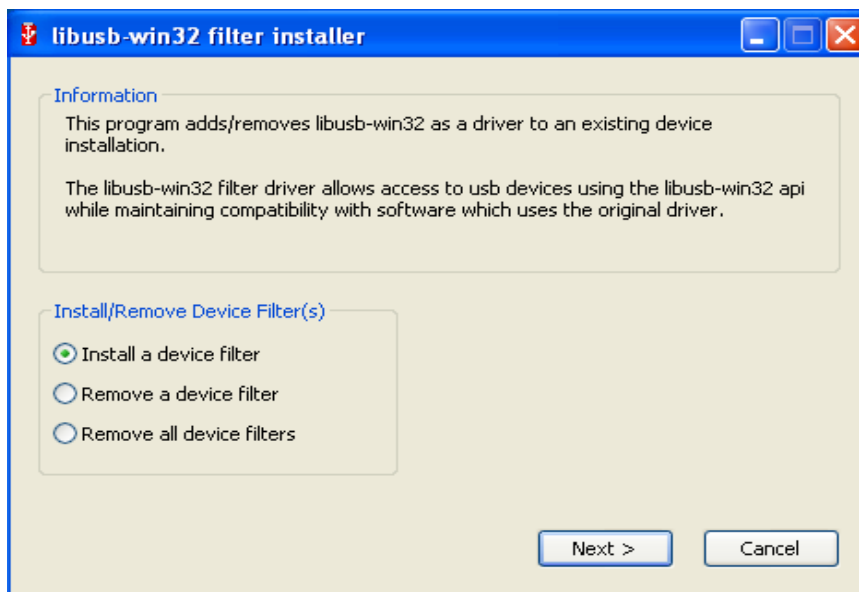 libusb-win32 filter installer
Information
This program adds/removes libusb-win32 as a driver to an existing device
installation.
The libusb-win32 filter driver allows access to usb devices using the libusb-win32 api
while maintaining compatibility with software which uses the original driver.
Install/Remove Device Filter(s)
Install a device filter
Remove a device filter
Remove all device filters
Next >
Cancel